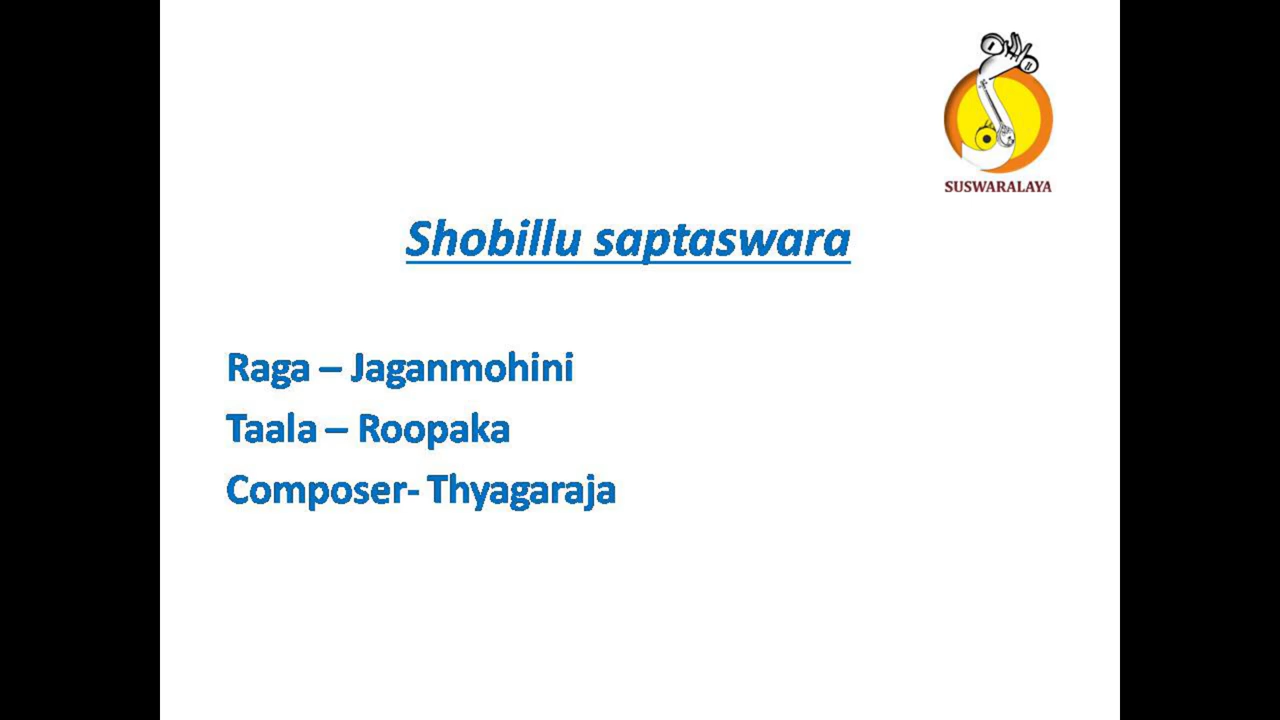 SUSWARALAYA
Shobillu saptaswara
Raga – Jaganmohini
Taala – Roopaka
Composer- Thyagaraja